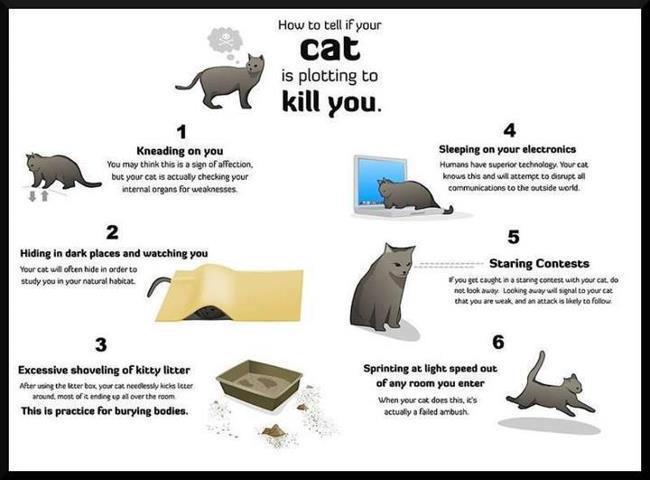 How to tell if your
cat
is plotting to
kill you.
1
Kneading on you
You may think this is a sign of affection,
but your cat is actually checking your
internal organs for weaknesses.
2
Hiding in dark places and watching you
Your cat will often hide in order to
study you in your natural habitat.
3
Excessive shoveling of kitty litter
After using the litter box, your cat needlessly kicks litter
around, most of it ending up all over the room.
This is practice for burying bodies.
4
Sleeping on your electronics
Humans have superior technology. Your cat
knows this and will attempt to disrupt all
communications to the outside world.
5
Staring Contests
If you get caught in a staring contest with your cat, do
not look away. Looking away will signal to your cat
that you are weak, and an attack is likely to follow.
6
Sprinting at light speed out
of any room you enter
When your cat does this, it's
actually a failed ambush.